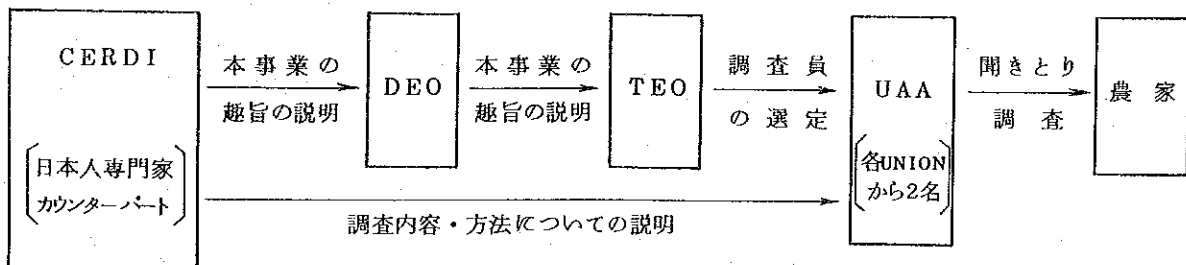 CERDI
日本人専門家
カウンターパート
本事業の
趣旨の説明
DEO
本事業の
趣旨の説明
TEO
調査員
の選定
UAA
各UNION
から2名
聞きとり
調査
農家
調査内容・方法についての説明